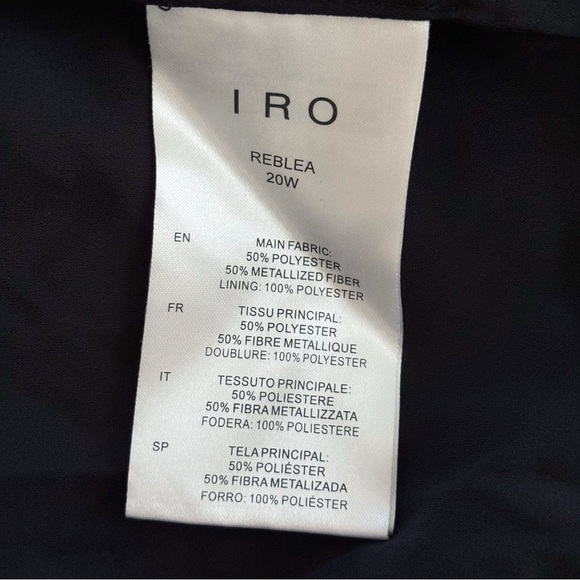 IRO
REBLEA
20W
EN
MAIN FABRIC:
50% POLYESTER
50% METALLIZED FIBER
LINING: 100% POLYESTER
FR
TISSU PRINCIPAL:
50% POLYESTER
50% FIBRE METALLIQUE
DOUBLURE: 100% POLYESTER
IT
TESSUTO PRINCIPALE:
50% POLIESTERE
50% FIBRA METALLIZZATA
FODERA: 100% POLIESTERE
SP
TELA PRINCIPAL:
50% POLIÉSTER
50% FIBRA METALIZADA
FORRO: 100% POLIÉSTER